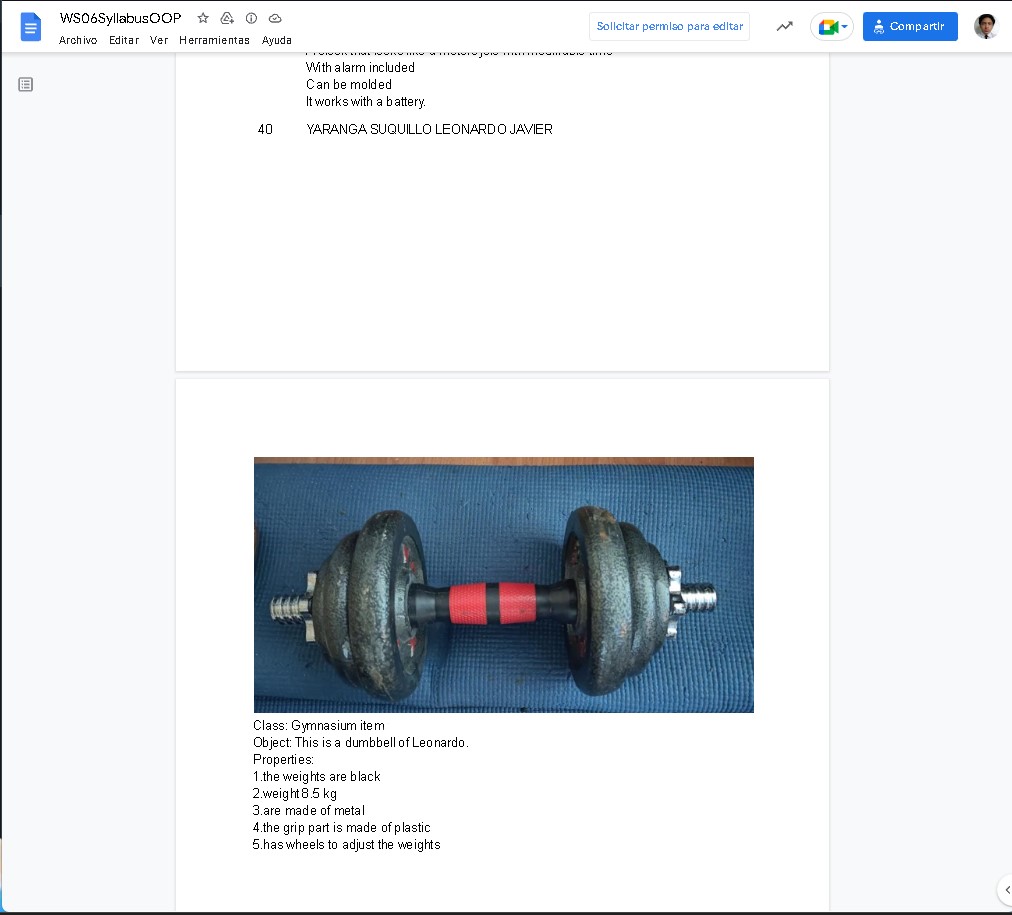 WS06SyllabusOOP
Archivo Editar Ver Herramientas Ayuda
Solicitar permiso para editar
Compartir
With alarm included
Can be molded
It works with a battery.
40 YARANGA SUQUILLO LEONARDO JAVIER
Class: Gymnasium item
Object: This is a dumbbell of Leonardo.
Properties:
1.the weights are black
2.weight 8.5 kg
3.are made of metal
4.the grip part is made of plastic
5.has wheels to adjust the weights